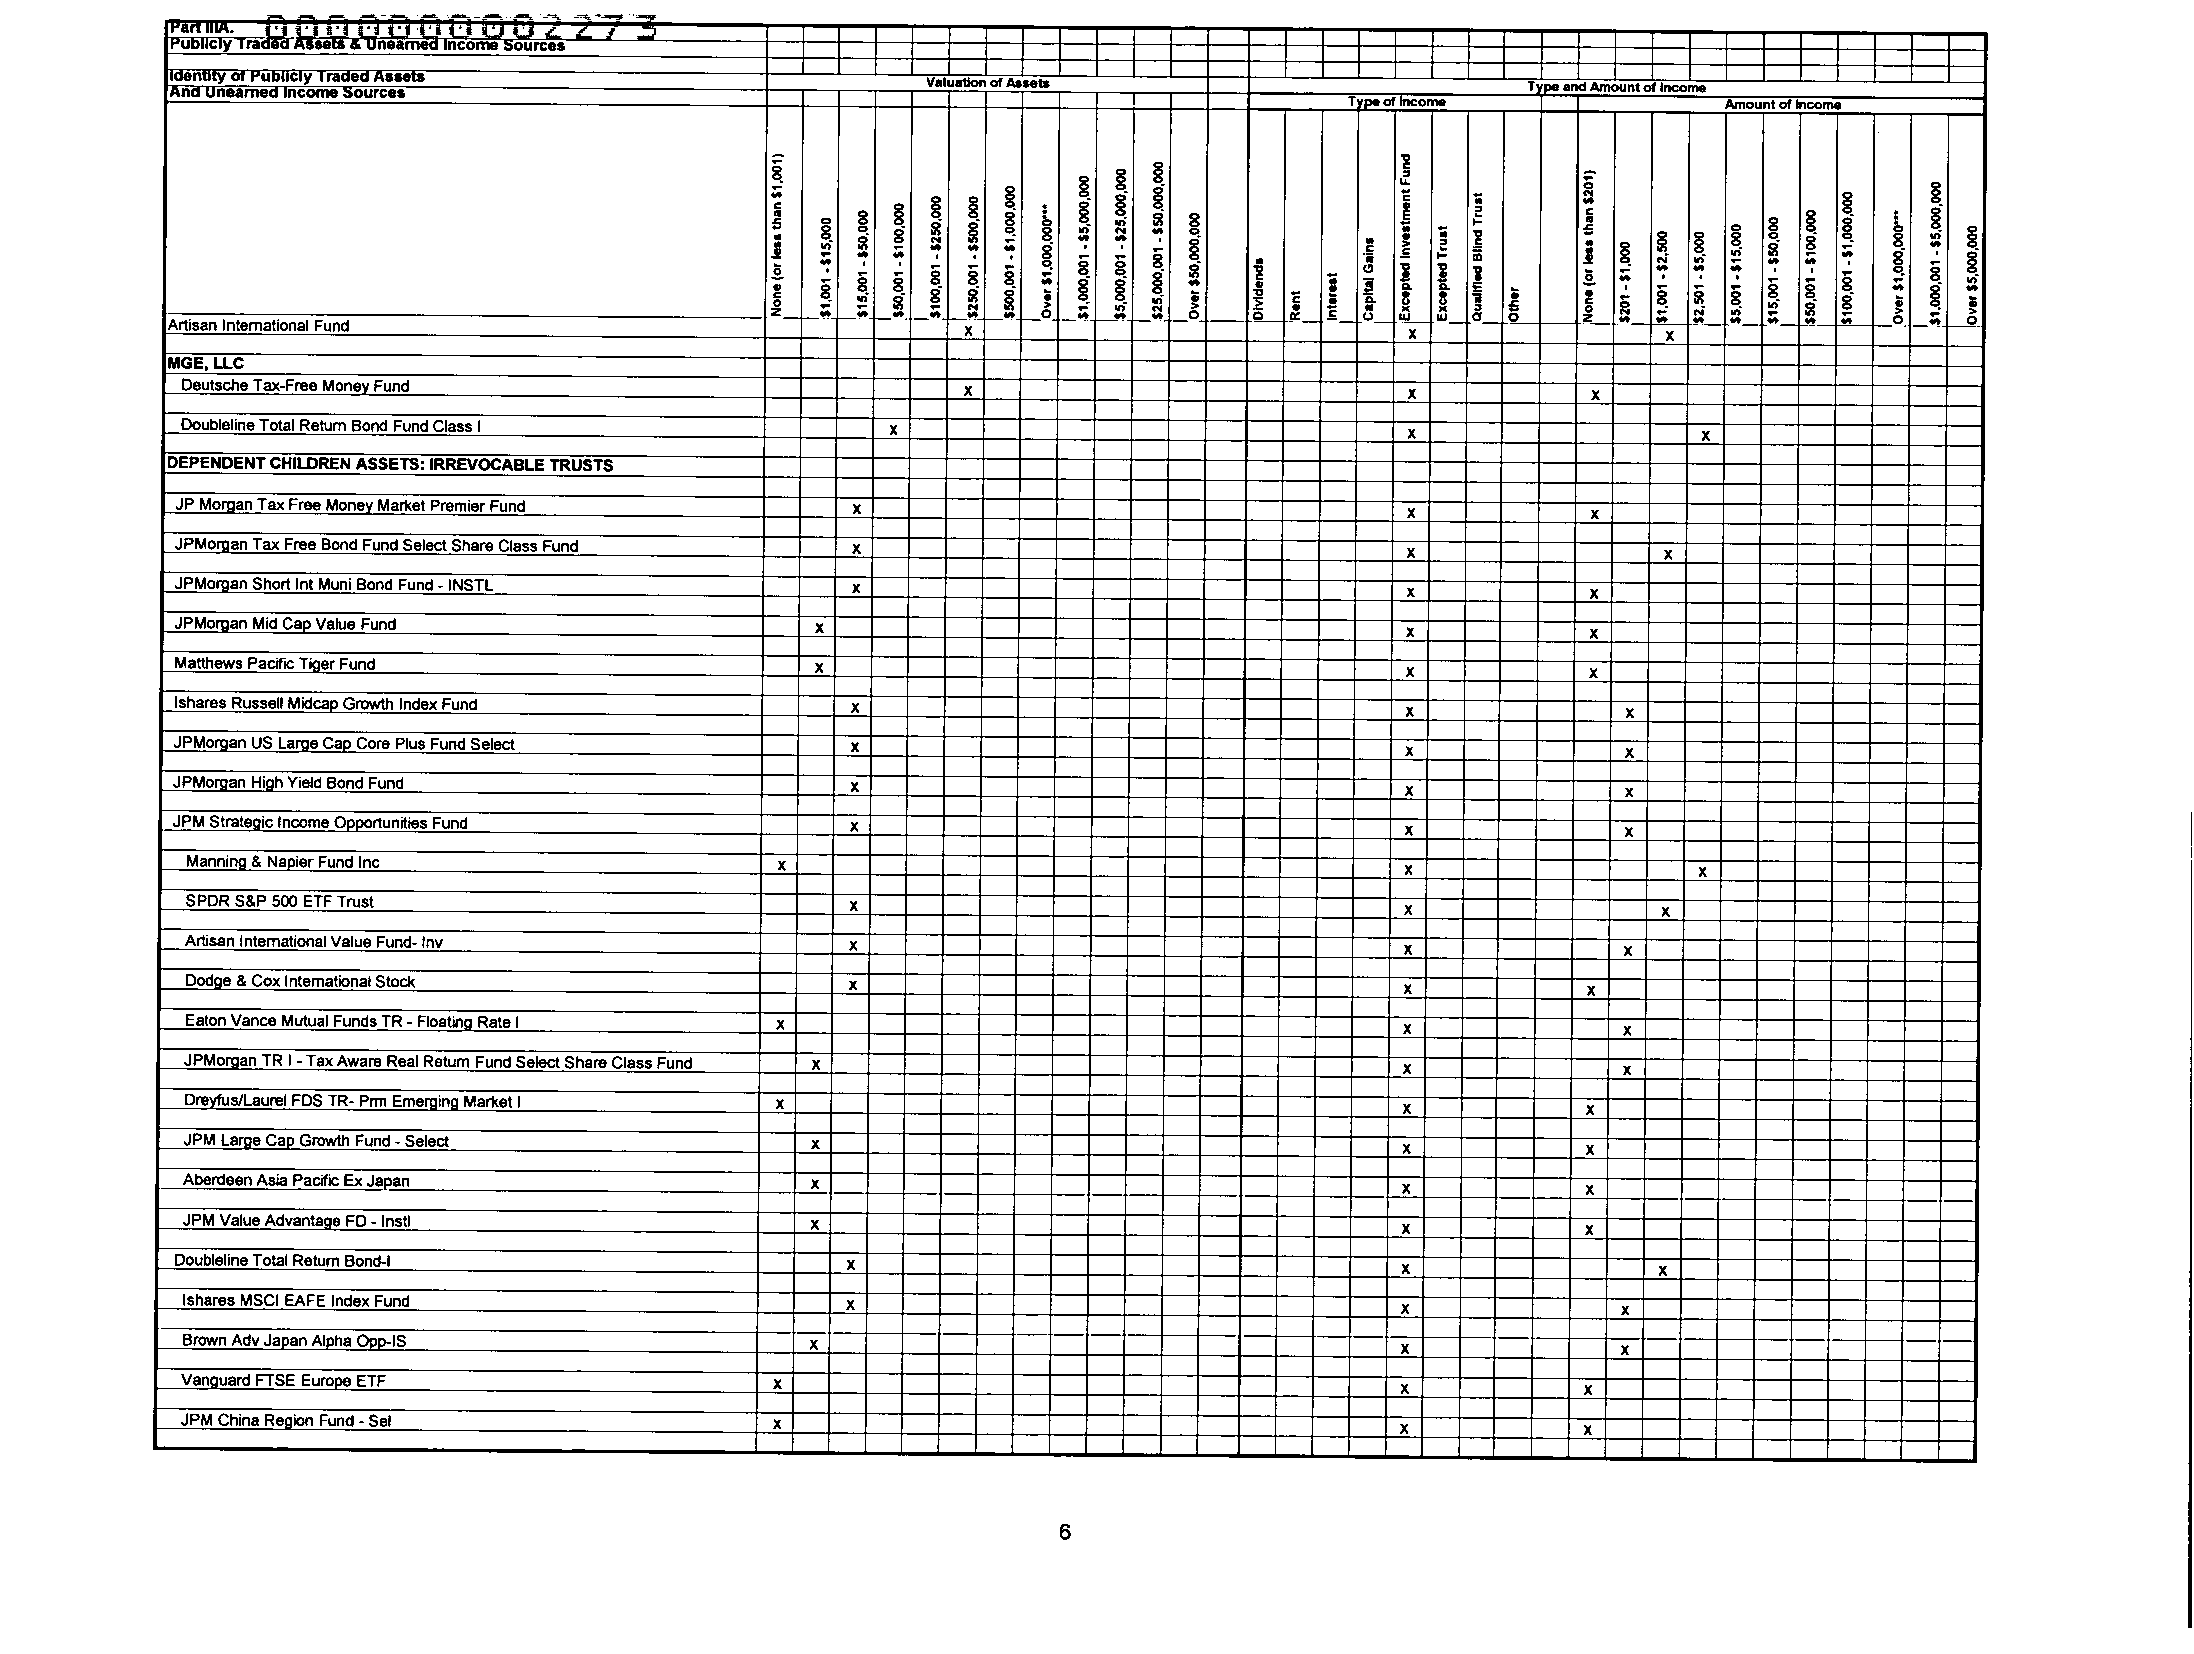 Part IIIA. 0000000002273
Publicly Traded Assets & Unearned Income Sources
Identity of Publicly Traded Assets
And Unearned Income Sources
Valuation of Assets
Type and Amount of Income
Type of Income
Amount of Income
None (or less than $1,001)
$1,001 - $15,000
$15,001 - $50,000
$50,001 - $100,000
$100,001 - $250,000
$250,001 - $500,000
$500,001 - $1,000,000
Over $1,000,000***
$1,000,001 - $5,000,000
$5,000,001 - $25,000,000
$25,000,001 - $50,000,000
Over $50,000,000
Dividends
Rent
Interest
Capital Gains
Excepted Investment Fund
Excepted Trust
Qualified Blind Trust
Other
None (or less than $201)
$201 - $1,000
$1,001 - $2,500
$2,501 - $5,000
$5,001 - $15,000
$15,001 - $50,000
$50,001 - $100,000
$100,001 - $1,000,000
Over $1,000,000***
$1,000,001 - $5,000,000
Over $5,000,000
Artisan International Fund x x x
MGE, LLC
Deutsche Tax-Free Money Fund x x x
Doubleline Total Return Bond Fund Class I x x x
DEPENDENT CHILDREN ASSETS: IRREVOCABLE TRUSTS
JP Morgan Tax Free Money Market Premier Fund x x x
JPMorgan Tax Free Bond Fund Select Share Class Fund x x x
JPMorgan Short Int Muni Bond Fund - INSTL x x x
JPMorgan Mid Cap Value Fund x x x
Matthews Pacific Tiger Fund x x x
Ishares Russell Midcap Growth Index Fund x x x
JPMorgan US Large Cap Core Plus Fund Select x x x
JPMorgan High Yield Bond Fund x x x
JPM Strategic Income Opportunities Fund x x x
Manning & Napier Fund Inc x x x
SPDR S&P 500 ETF Trust x x x
Artisan International Value Fund- Inv x x x
Dodge & Cox International Stock x x x
Eaton Vance Mutual Funds TR - Floating Rate I x x x
JPMorgan TR I - Tax Aware Real Return Fund Select Share Class Fund x x x
Dreyfus/Laurel FDS TR- Prm Emerging Market I x x x
JPM Large Cap Growth Fund - Select x x x
Aberdeen Asia Pacific Ex Japan x x x
JPM Value Advantage FD - Instl x x x
Doubleline Total Return Bond-I x x x
Ishares MSCI EAFE Index Fund x x x
Brown Adv Japan Alpha Opp-IS x x x
Vanguard FTSE Europe ETF x x x
JPM China Region Fund - Sel x x x
6